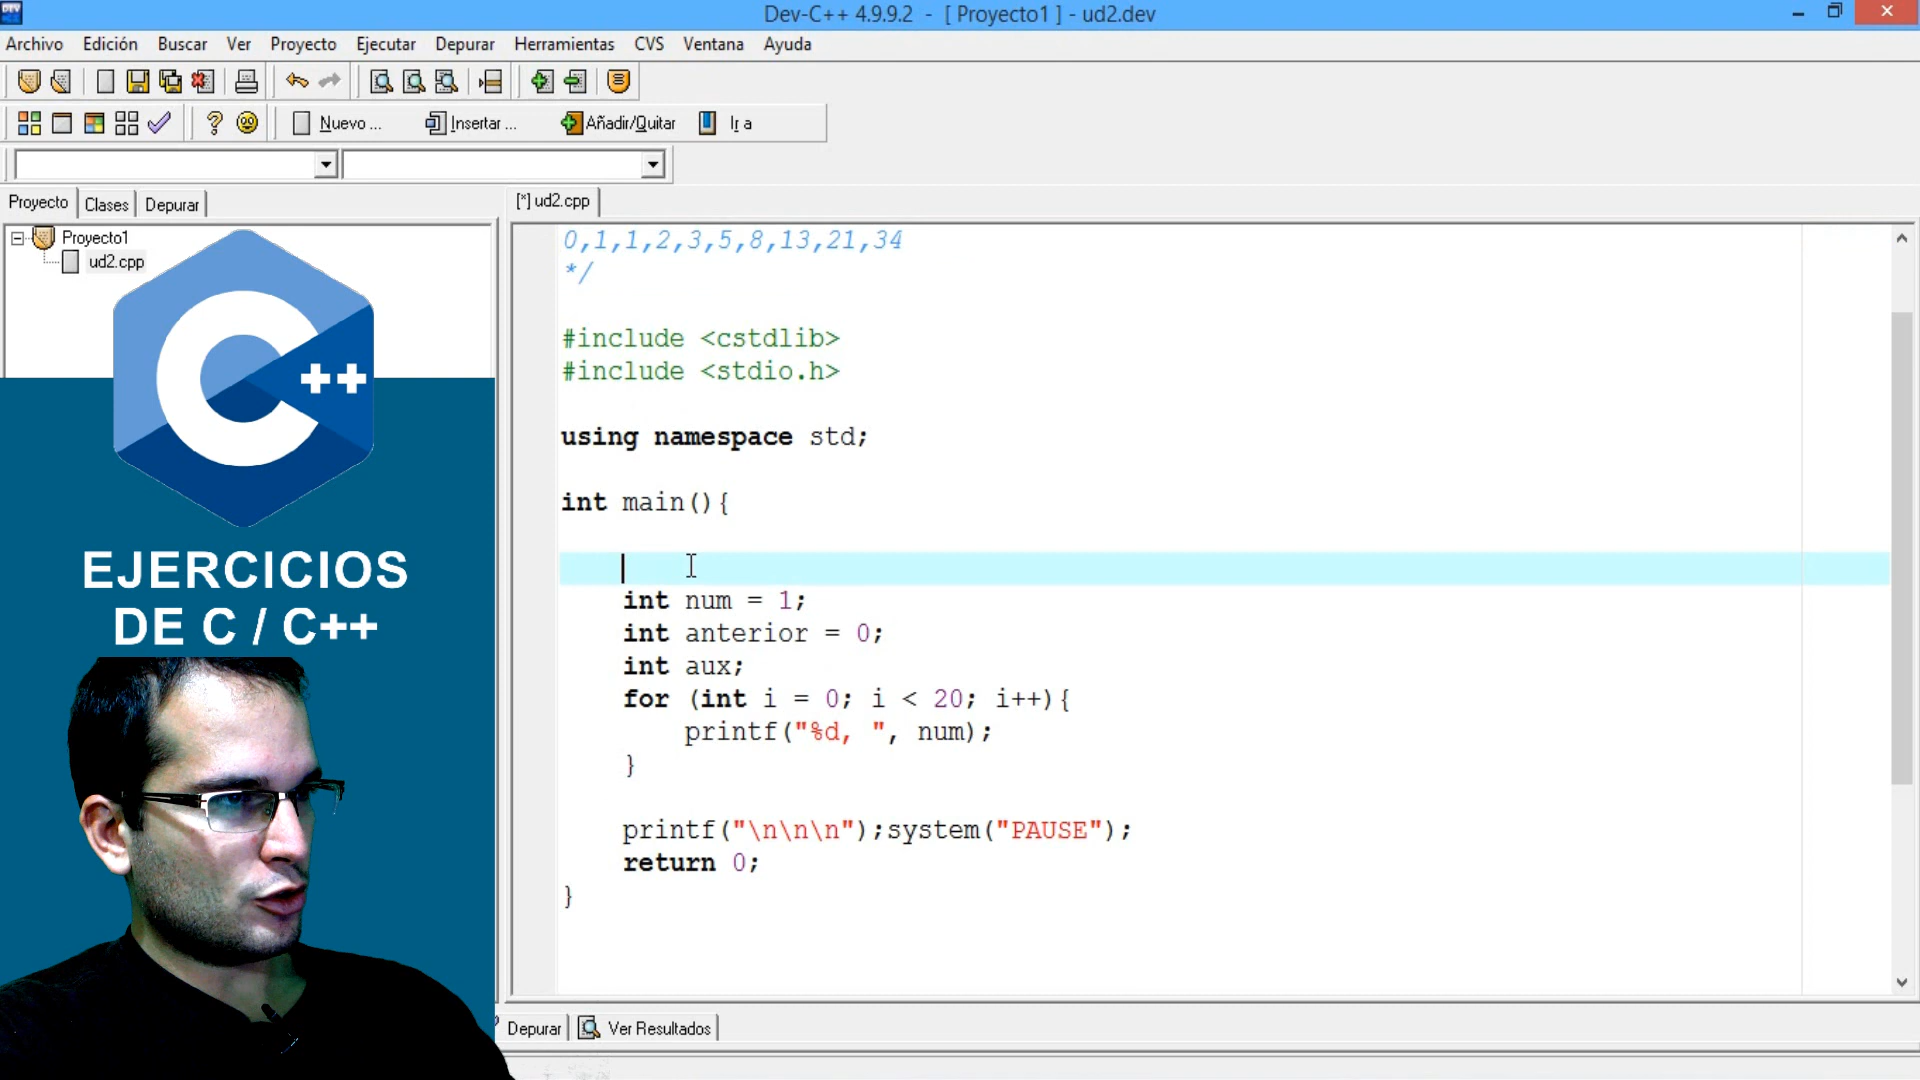 Dev-C++ 4.9.9.2 - [ Proyecto1 ] - ud2.dev
Archivo Edición Buscar Ver Proyecto Ejecutar Depurar Herramientas CVS Ventana Ayuda
Nuevo ... Insertar ... Añadir/Quitar Ir a
Proyecto Clases Depurar
[*] ud2.cpp
Proyecto1
ud2.cpp
C++
EJERCICIOS
DE C / C++
0,1,1,2,3,5,8,13,21,34
*/
#include <cstdlib>
#include <stdio.h>
using namespace std;
int main(){
int num = 1;
int anterior = 0;
int aux;
for (int i = 0; i < 20; i++){
printf("%d, ", num);
}
printf("\n\n\n");system("PAUSE");
return 0;
}
Depurar Ver Resultados